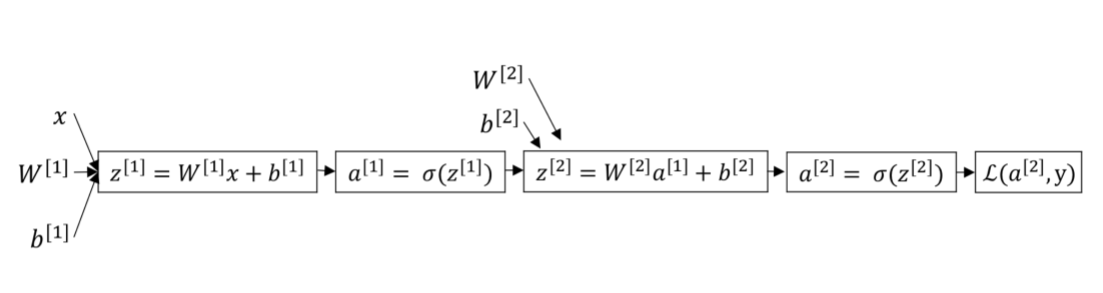 W[2]
x
b[2]
W[1] z[1] = W[1]x + b[1] a[1] = σ(z[1]) z[2] = W[2]a[1] + b[2] a[2] = σ(z[2]) ℒ(a[2],y)
b[1]